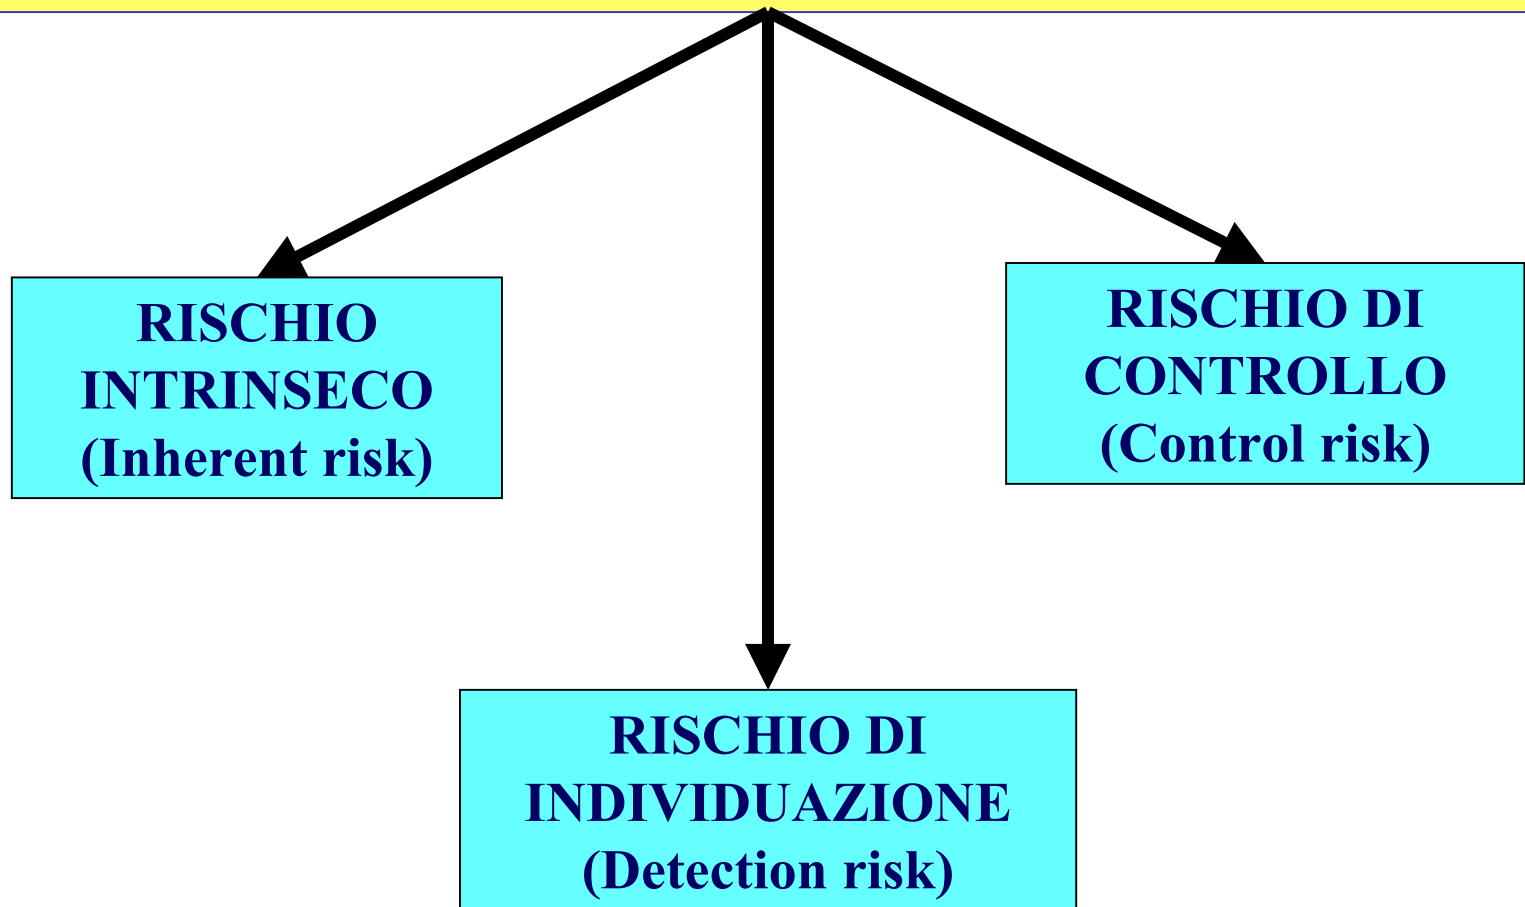 RISCHIO
INTRINSECO
(Inherent risk)
RISCHIO DI
CONTROLLO
(Control risk)
RISCHIO DI
INDIVIDUAZIONE
(Detection risk)